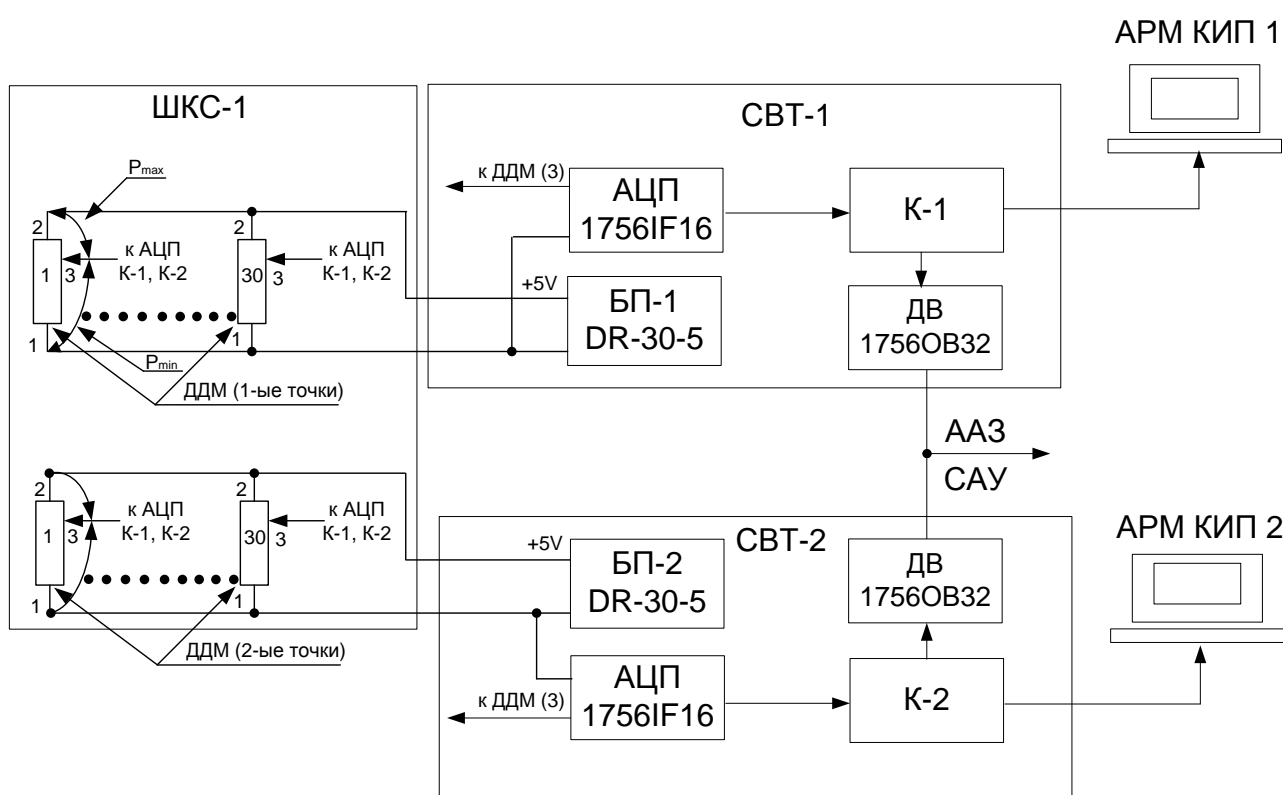 АРМ КИП 1
ШКС-1
СВТ-1
Pmax
к ДДМ (3)
АЦП
1756IF16
К-1
2
2
к АЦП
К-1, К-2
к АЦП
К-1, К-2
1
3
30
3
+5V
БП-1
DR-30-5
ДВ
1756OB32
1
1
Pmin
ДДМ (1-ые точки)
ААЗ
САУ
2
2
к АЦП
К-1, К-2
к АЦП
К-1, К-2
1
3
30
3
+5V
БП-2
DR-30-5
СВТ-2
ДВ
1756OB32
АРМ КИП 2
1
1
ДДМ (2-ые точки)
к ДДМ (3)
АЦП
1756IF16
К-2